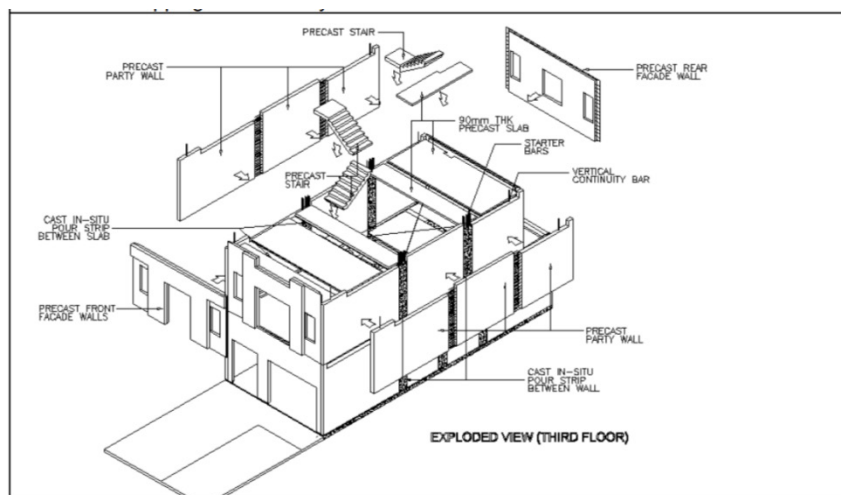 PRECAST STAIR
PRECAST
PARTY WALL
PRECAST REAR
FACADE WALL
90mm THK
PRECAST SLAB
STARTER
BARS
PRECAST
STAIR
VERTICAL
CONTINUITY BAR
CAST IN-SITU
POUR STRIP
BETWEEN SLAB
PRECAST FRONT
FACADE WALLS
PRECAST
PARTY WALL
CAST IN-SITU
POUR STRIP
BETWEEN WALL
EXPLODED VIEW (THIRD FLOOR)